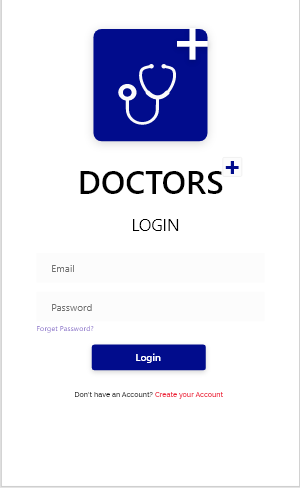 DOCTORS+
LOGIN
Email
Password
Forget Password?
Login
Don't have an Account? Create your Account